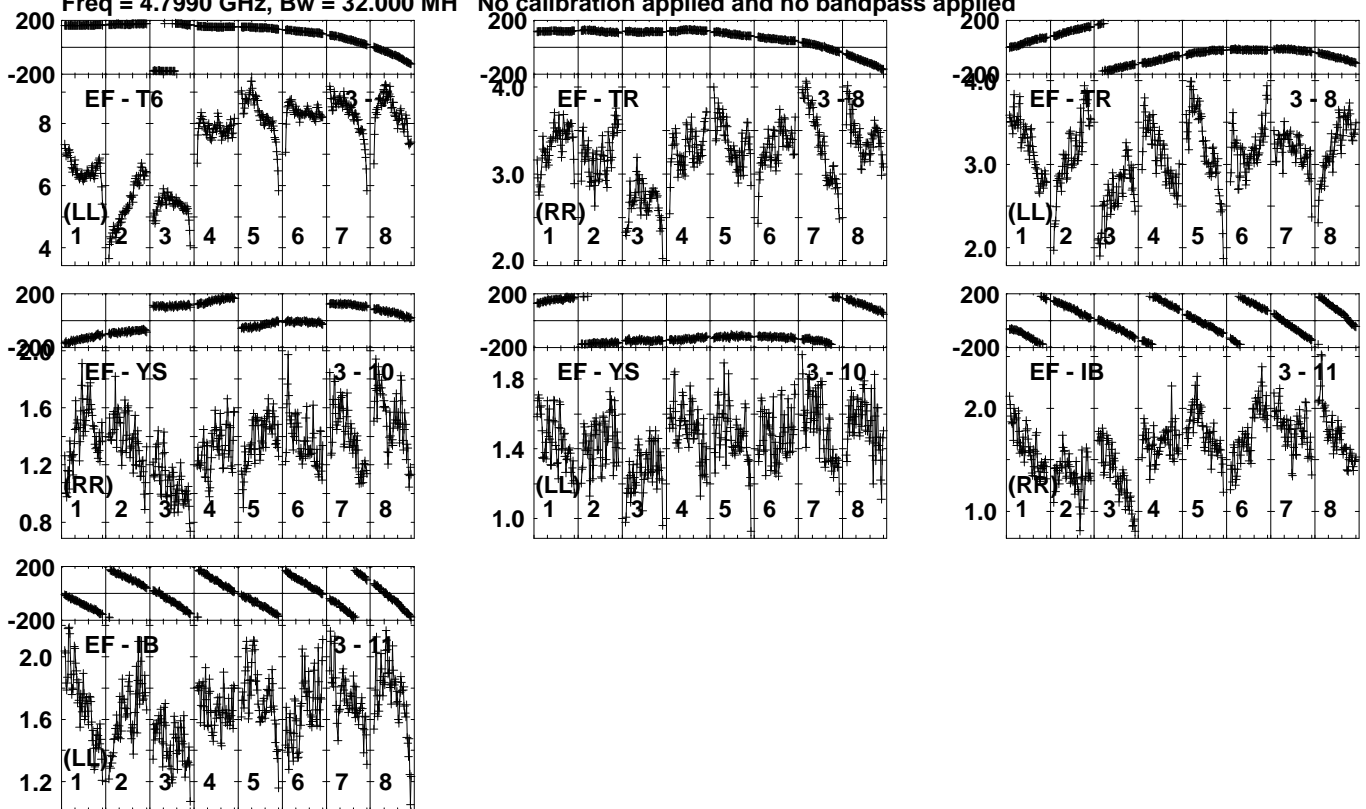 Freq = 4.7990 GHz, Bw = 32.000 MH No calibration applied and no bandpass applied
200
-200
EF - T6
8
6
(LL)
4
1 2 3 4 5 6 7 8
200
-200
4.0
EF - TR 3 - 8
3.0
(RR)
2.0
1 2 3 4 5 6 7 8
200
-200
4.0
EF - TR 3 - 8
3.0
(LL)
2.0
1 2 3 4 5 6 7 8
200
-200
2.0
EF - YS 3 - 10
1.6
1.2
(RR)
0.8
1 2 3 4 5 6 7 8
200
-200
EF - YS 3 - 10
1.8
1.4
(LL)
1.0
1 2 3 4 5 6 7 8
200
-200
EF - IB 3 - 11
2.0
(RR)
1.0
1 2 3 4 5 6 7 8
200
-200
EF - IB 3 - 11
2.0
1.6
(LL)
1.2
1 2 3 4 5 6 7 8